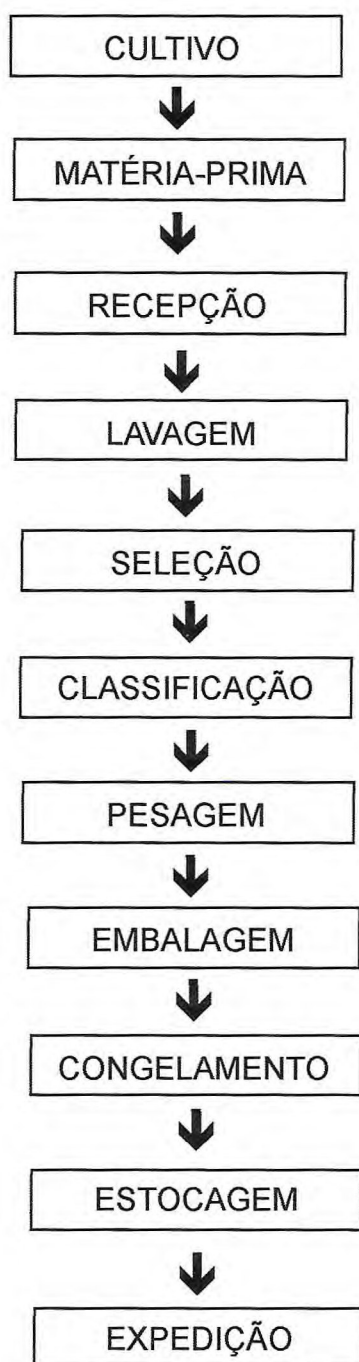 CULTIVO
MATÉRIA-PRIMA
RECEPÇÃO
LAVAGEM
SELEÇÃO
CLASSIFICAÇÃO
PESAGEM
EMBALAGEM
CONGELAMENTO
ESTOCAGEM
EXPEDIÇÃO